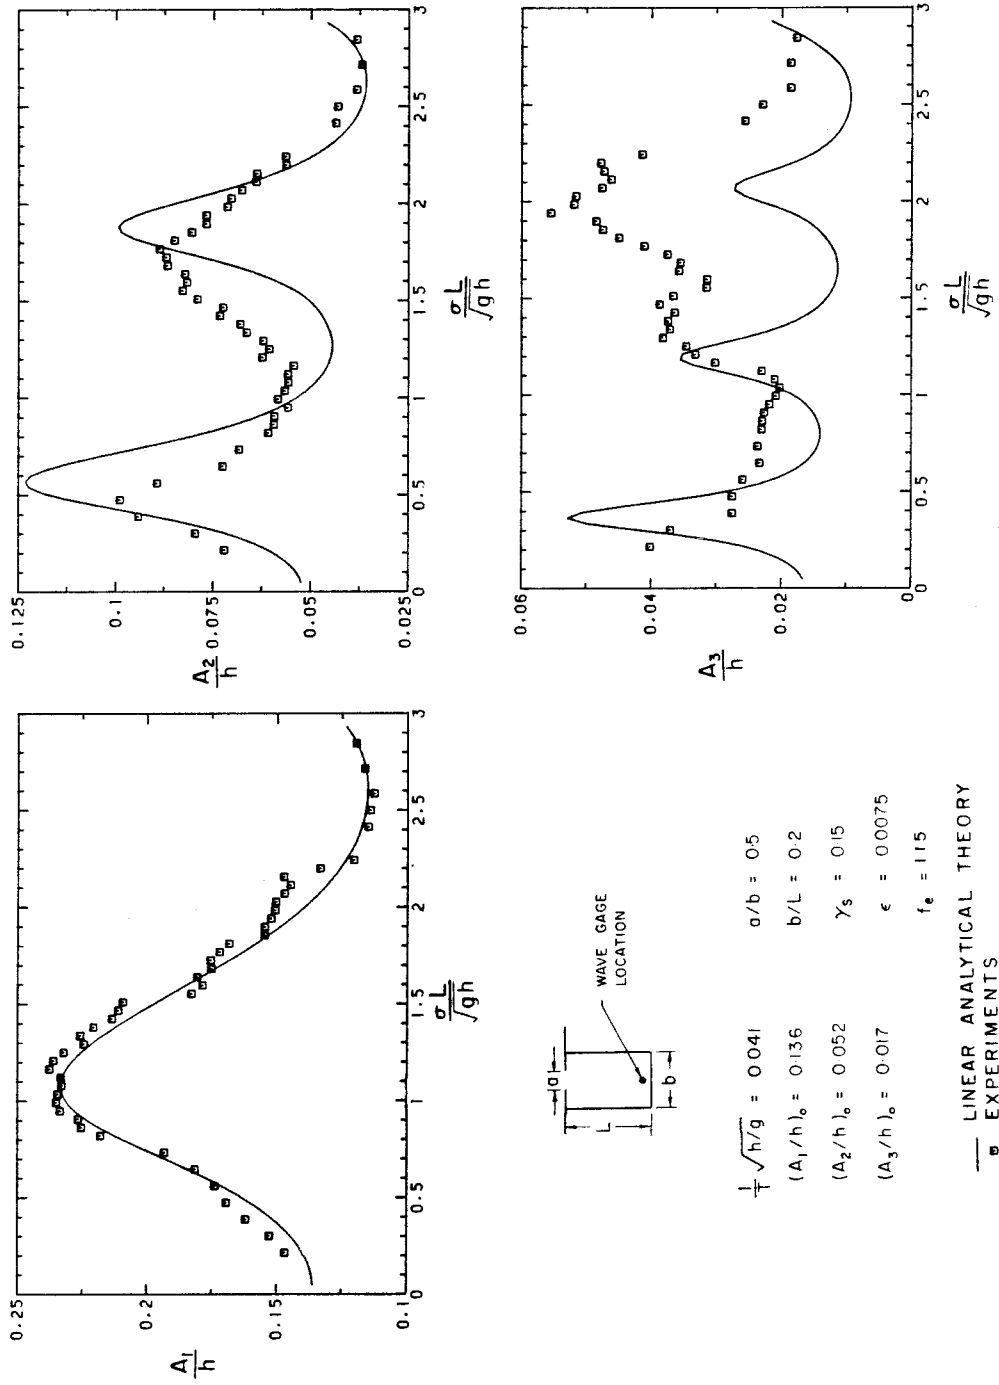 0.25
0.2
0.15
0.1
A₁/h
0 0.5 1 1.5 2 2.5 3
σL/√gh
0.125
0.1
0.075
0.05
0.025
A₂/h
0 0.5 1 1.5 2 2.5 3
σL/√gh
a
L
b
WAVE GAGE
LOCATION
1/T √h/g = 0·041 a/b = 0·5
(A₁/h)ₒ = 0·136 b/L = 0·2
(A₂/h)ₒ = 0·052 γₛ = 0·15
(A₃/h)ₒ = 0·017 ϵ = 0·0075
fₑ = 1·15
— LINEAR ANALYTICAL THEORY
EXPERIMENTS
0.06
0.04
0.02
0
A₃/h
0 0.5 1 1.5 2 2.5 3
σL/√gh